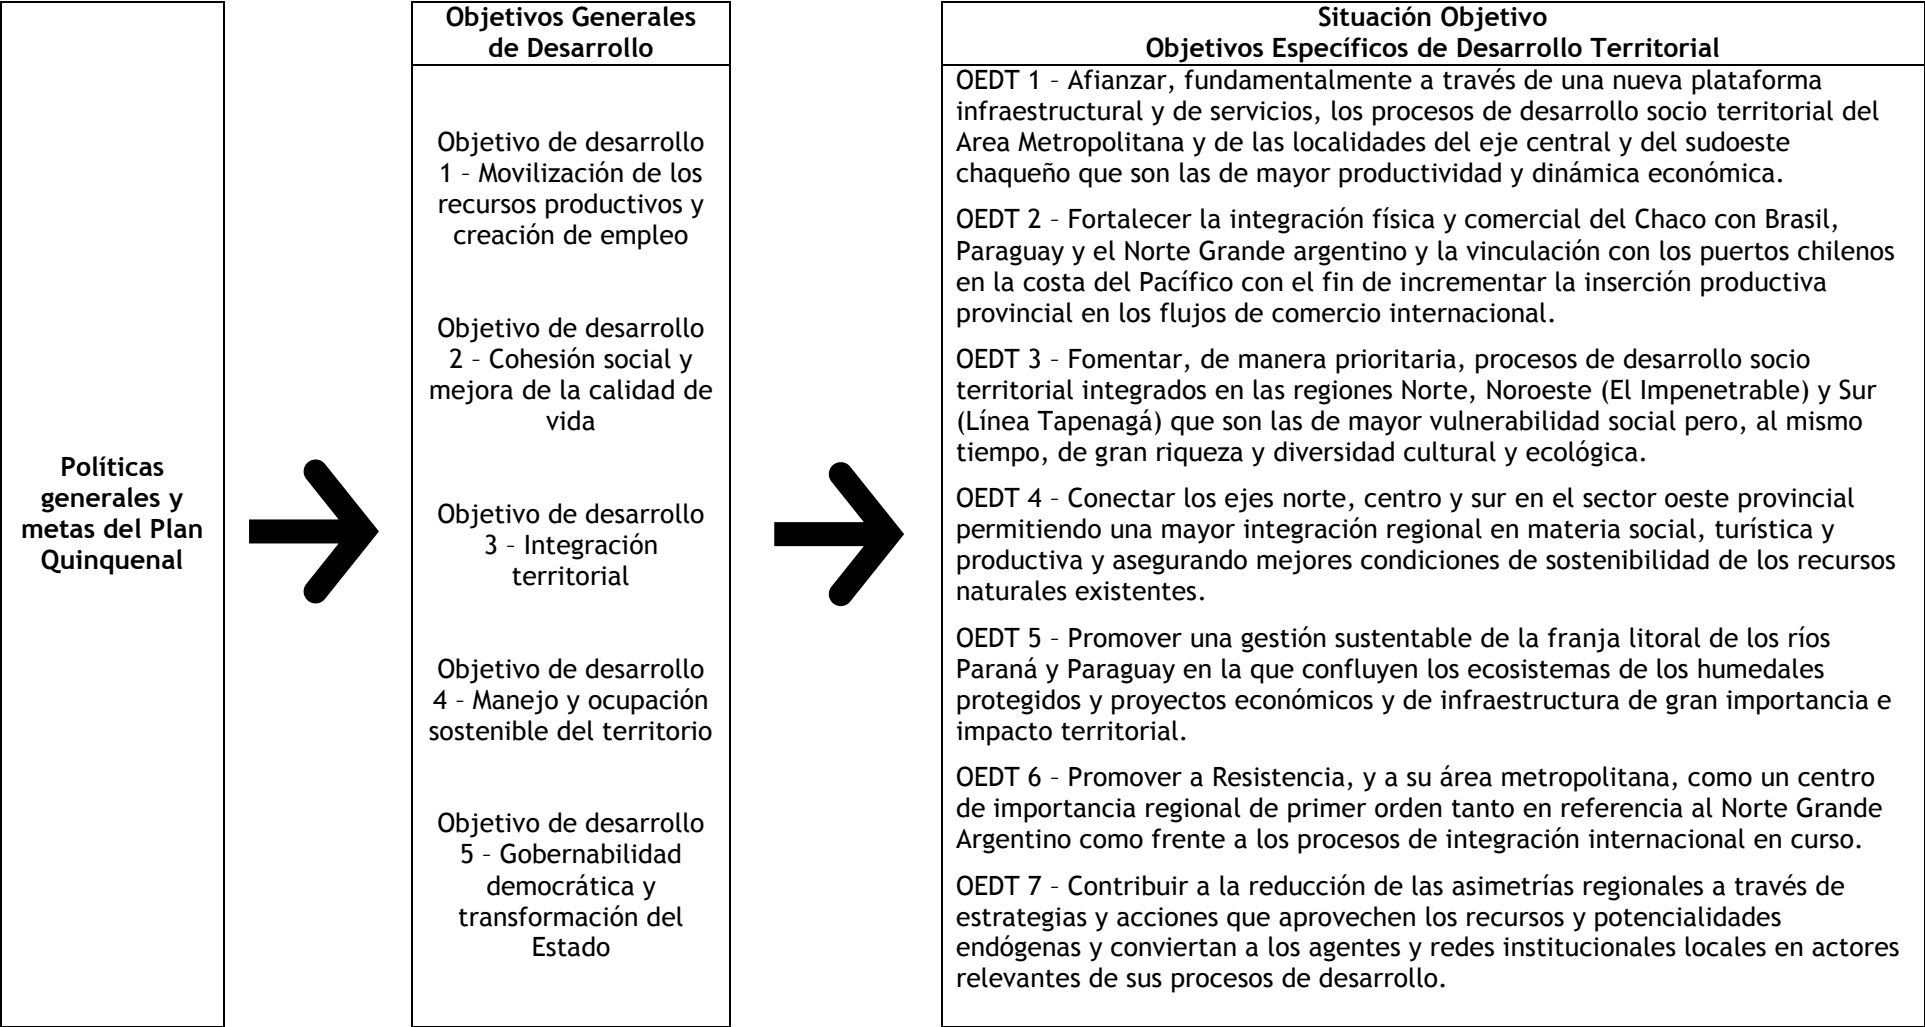 Políticas
generales y
metas del Plan
Quinquenal
Objetivos Generales
de Desarrollo
Objetivo de desarrollo
1 – Movilización de los
recursos productivos y
creación de empleo
Objetivo de desarrollo
2 – Cohesión social y
mejora de la calidad de
vida
Objetivo de desarrollo
3 – Integración
territorial
Objetivo de desarrollo
4 – Manejo y ocupación
sostenible del territorio
Objetivo de desarrollo
5 – Gobernabilidad
democrática y
transformación del
Estado
Situación Objetivo
Objetivos Específicos de Desarrollo Territorial
OEDT 1 – Afianzar, fundamentalmente a través de una nueva plataforma
infraestructural y de servicios, los procesos de desarrollo socio territorial del
Area Metropolitana y de las localidades del eje central y del sudoeste
chaqueño que son las de mayor productividad y dinámica económica.
OEDT 2 – Fortalecer la integración física y comercial del Chaco con Brasil,
Paraguay y el Norte Grande argentino y la vinculación con los puertos chilenos
en la costa del Pacífico con el fin de incrementar la inserción productiva
provincial en los flujos de comercio internacional.
OEDT 3 – Fomentar, de manera prioritaria, procesos de desarrollo socio
territorial integrados en las regiones Norte, Noroeste (El Impenetrable) y Sur
(Línea Tapenagá) que son las de mayor vulnerabilidad social pero, al mismo
tiempo, de gran riqueza y diversidad cultural y ecológica.
OEDT 4 – Conectar los ejes norte, centro y sur en el sector oeste provincial
permitiendo una mayor integración regional en materia social, turística y
productiva y asegurando mejores condiciones de sostenibilidad de los recursos
naturales existentes.
OEDT 5 – Promover una gestión sustentable de la franja litoral de los ríos
Paraná y Paraguay en la que confluyen los ecosistemas de los humedales
protegidos y proyectos económicos y de infraestructura de gran importancia e
impacto territorial.
OEDT 6 – Promover a Resistencia, y a su área metropolitana, como un centro
de importancia regional de primer orden tanto en referencia al Norte Grande
Argentino como frente a los procesos de integración internacional en curso.
OEDT 7 – Contribuir a la reducción de las asimetrías regionales a través de
estrategias y acciones que aprovechen los recursos y potencialidades
endógenas y conviertan a los agentes y redes institucionales locales en actores
relevantes de sus procesos de desarrollo.